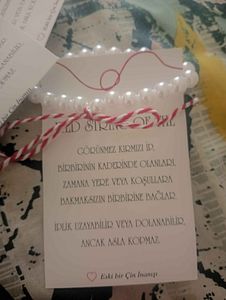 GÖRÜNMEZ KIRMIZI İP,
BİRBİRİNİN KADERİNDE OLANLARI,
ZAMANA YERE VEYA KOŞULLARA
BAKMAKSIZIN BİRBİRİNE BAĞLAR.
İPLİK UZAYABİLİR VEYA DOLANABİLİR,
ANCAK ASLA KOPMAZ.
Eski bir Çin İnanışı